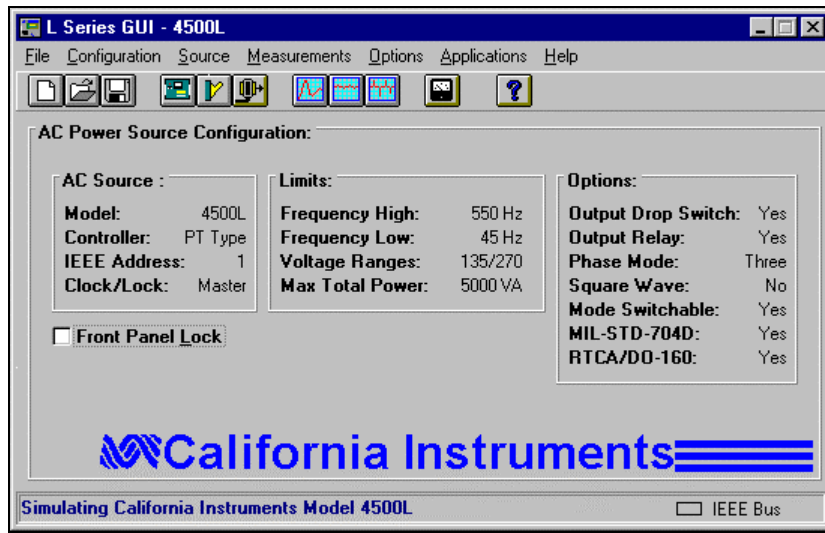 L Series GUI - 4500L
File Configuration Source Measurements Options Applications Help
AC Power Source Configuration:
AC Source :
Model: 4500L
Controller: PT Type
IEEE Address: 1
Clock/Lock: Master
Limits:
Frequency High: 550 Hz
Frequency Low: 45 Hz
Voltage Ranges: 135/270
Max Total Power: 5000 VA
Options:
Output Drop Switch: Yes
Output Relay: Yes
Phase Mode: Three
Square Wave: No
Mode Switchable: Yes
MIL-STD-704D: Yes
RTCA/DO-160: Yes
Front Panel Lock
California Instruments
Simulating California Instruments Model 4500L
IEEE Bus